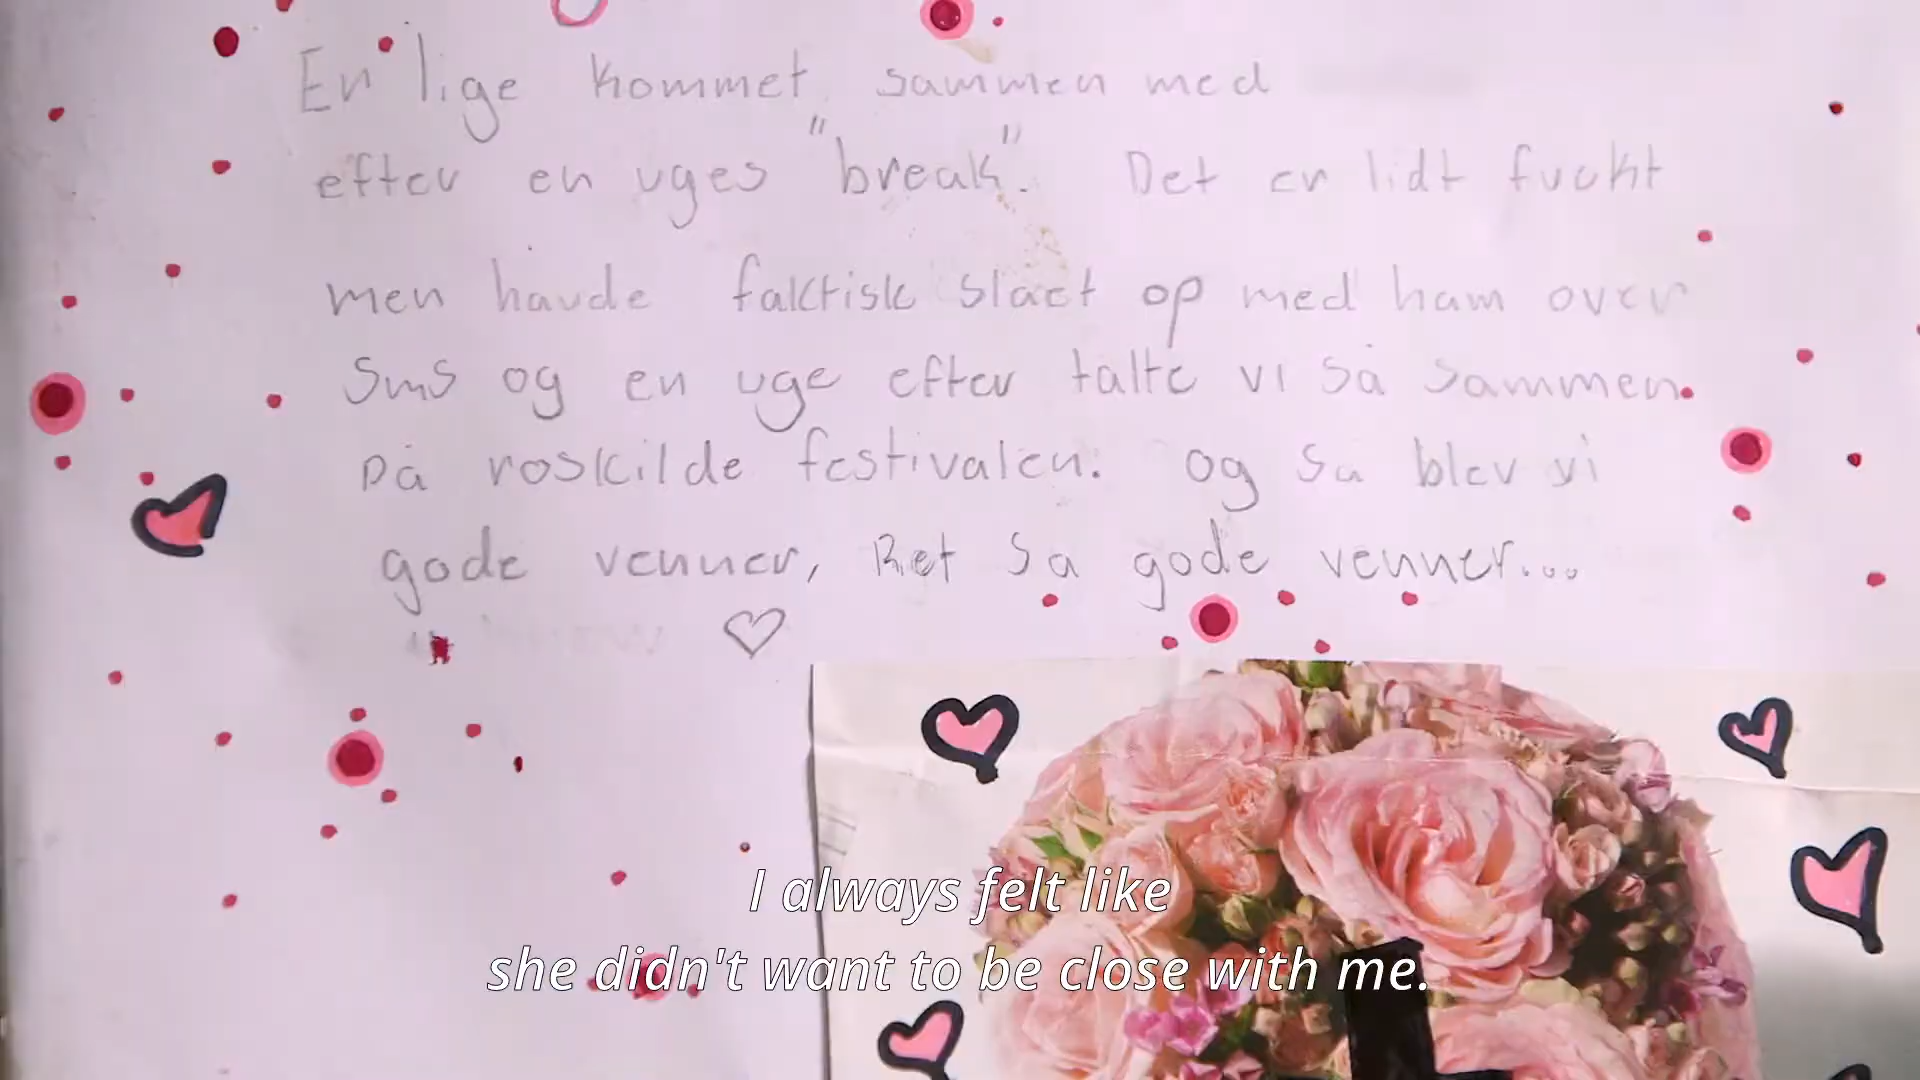 Er lige kommet sammen med
efter en uges "break". Det er lidt fuckt
men havde faktisk slået op med ham over
Sms og en uge efter talte vi så sammen
på roskilde festivalen. og så blev vi
gode venner, Ret så gode venner...
I always felt like
she didn't want to be close with me.